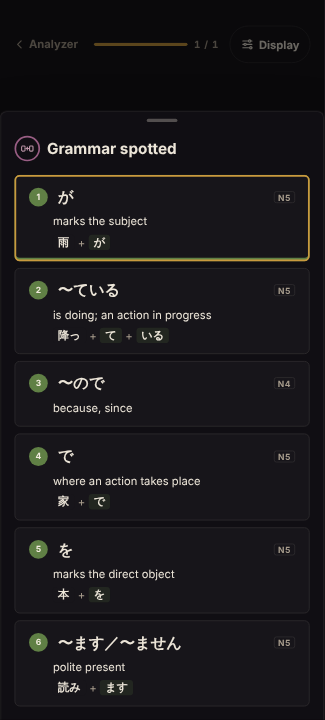 Analyzer 1 / 1 Display
Grammar spotted
1 が N5
marks the subject
雨 + が
2 〜ている N5
is doing; an action in progress
降っ + て + いる
3 〜ので N4
because, since
4 で N5
where an action takes place
家 + で
5 を N5
marks the direct object
本 + を
6 〜ます／〜ません N5
polite present
読み + ます